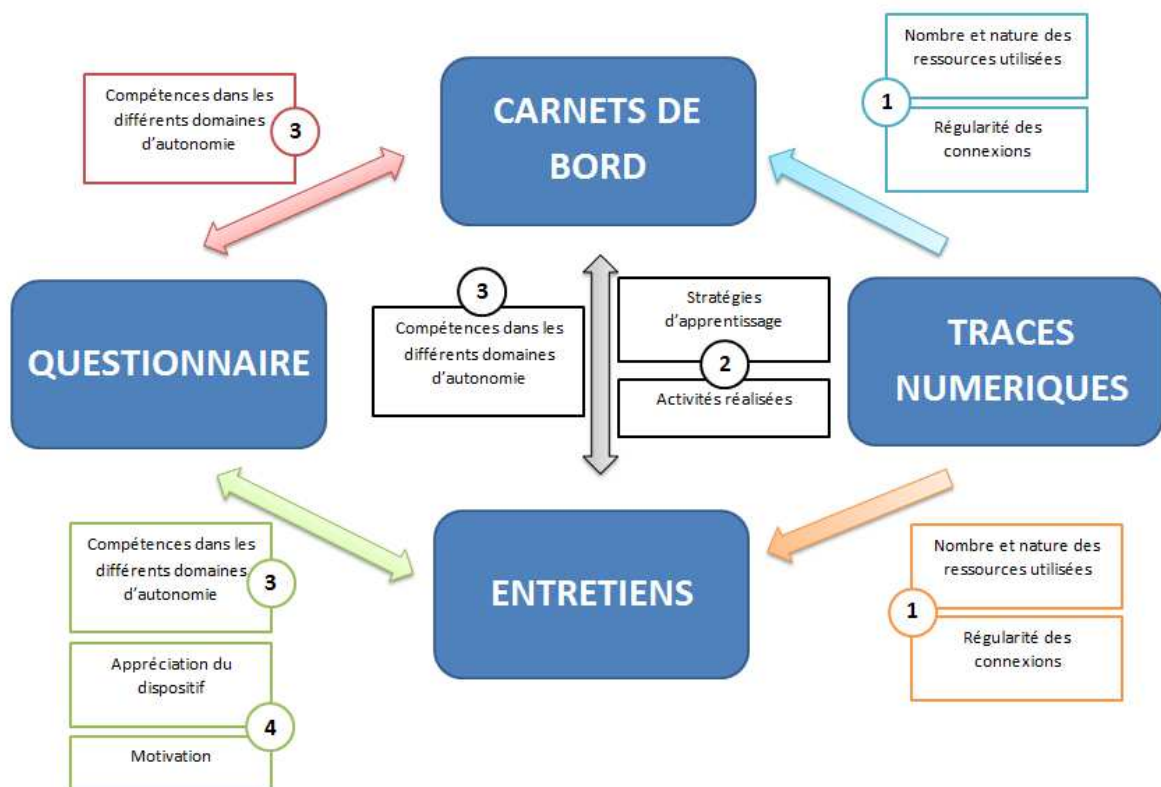 Nombre et nature des
ressources utilisées
1
Régularité des
connexions
CARNETS DE
BORD
Compétences dans les
différents domaines
d'autonomie
3
QUESTIONNAIRE
3
Compétences dans les
différents domaines
d'autonomie
Stratégies
d'apprentissage
2
Activités réalisées
TRACES
NUMERIQUES
Compétences dans les
différents domaines
d'autonomie
3
Appréciation du
dispositif
4
Motivation
ENTRETIENS
Nombre et nature des
ressources utilisées
1
Régularité des
connexions